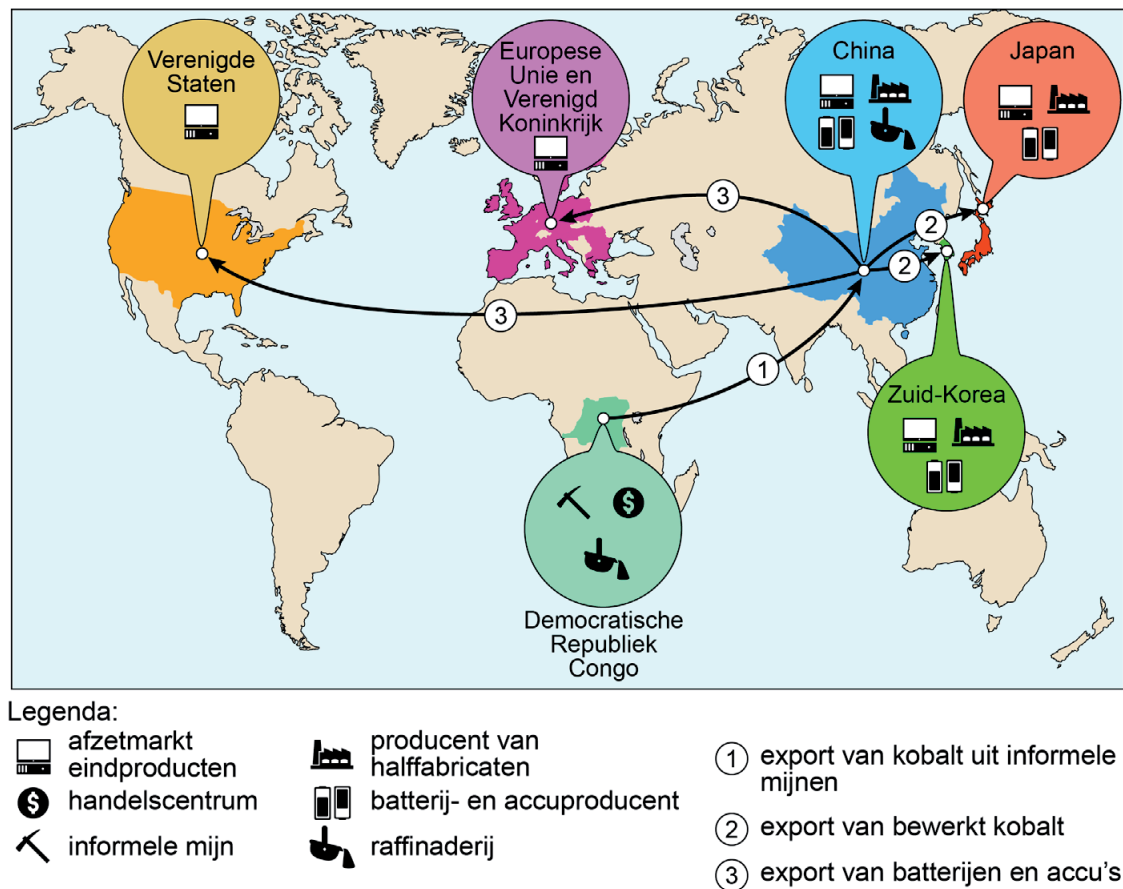 Verenigde
Staten
Europese
Unie en
Verenigd
Koninkrijk
China
Japan
3
2
2
3
1
Zuid-Korea
$
Democratische
Republiek
Congo
Legenda:
afzetmarkt
eindproducten
$ handelscentrum
informele mijn
producent van
halffabricaten
batterij- en accuproducent
raffinaderij
1 export van kobalt uit informele
mijnen
2 export van bewerkt kobalt
3 export van batterijen en accu's